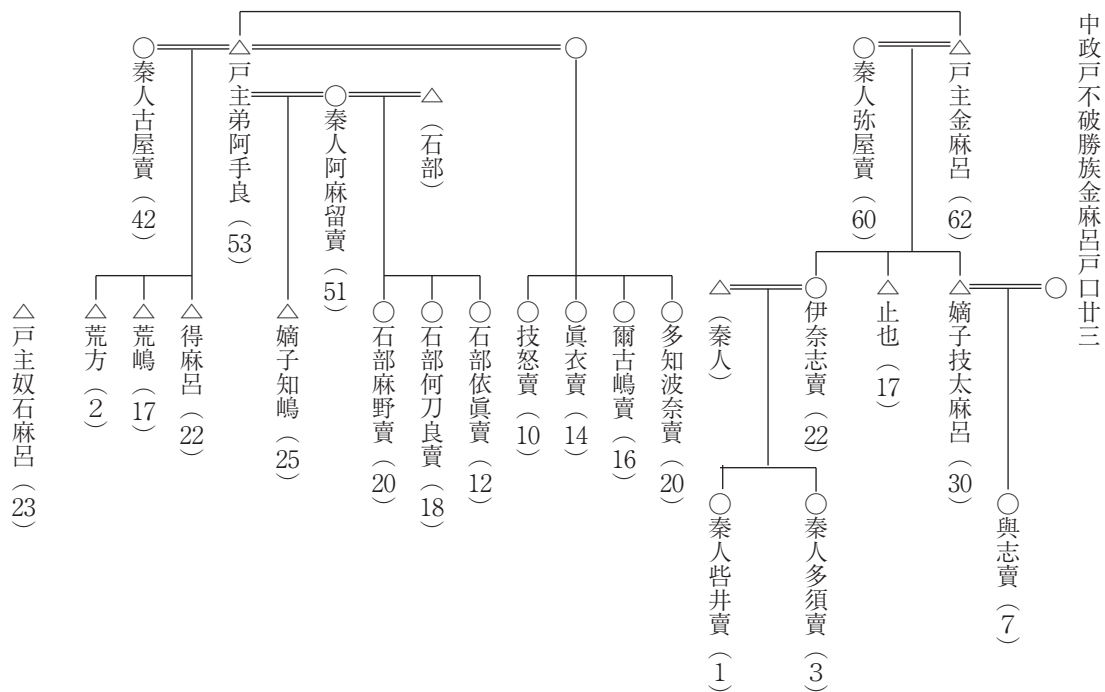 中政戸不破勝族金麻呂戸口廿三
戸主金麻呂（62）
秦人弥屋賣（60）
戸主弟阿手良（53）
秦人古屋賣（42）
（石部）
秦人阿麻留賣（51）
嫡子技太麻呂（30）
止也（17）
伊奈志賣（22）
（秦人）
多知波奈賣（20）
爾古嶋賣（16）
眞衣賣（14）
技怒賣（10）
石部依眞賣（12）
石部何刀良賣（18）
石部麻野賣（20）
嫡子知嶋（25）
得麻呂（22）
荒嶋（17）
荒方（2）
戸主奴石麻呂（23）
與志賣（7）
秦人多須賣（3）
秦人呰井賣（1）